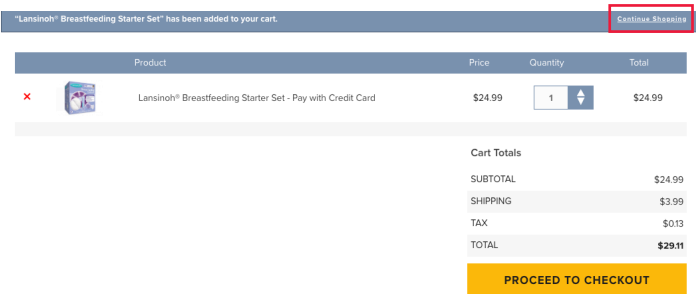 "Lansinoh® Breastfeeding Starter Set" has been added to your cart. Continue Shopping
Product Price Quantity Total
× Lansinoh® Breastfeeding Starter Set - Pay with Credit Card $24.99 1 $24.99
Cart Totals
SUBTOTAL $24.99
SHIPPING $3.99
TAX $0.13
TOTAL $29.11
PROCEED TO CHECKOUT